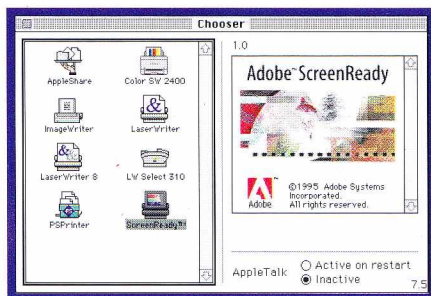 Chooser
AppleShare
Color SW 2400
ImageWriter
LaserWriter
LaserWriter 8
LW Select 310
PSPrinter
ScreenReady™
1.0
Adobe™ ScreenReady
Adobe
©1995 Adobe Systems
Incorporated.
All rights reserved.
AppleTalk
Active on restart
Inactive
7.5